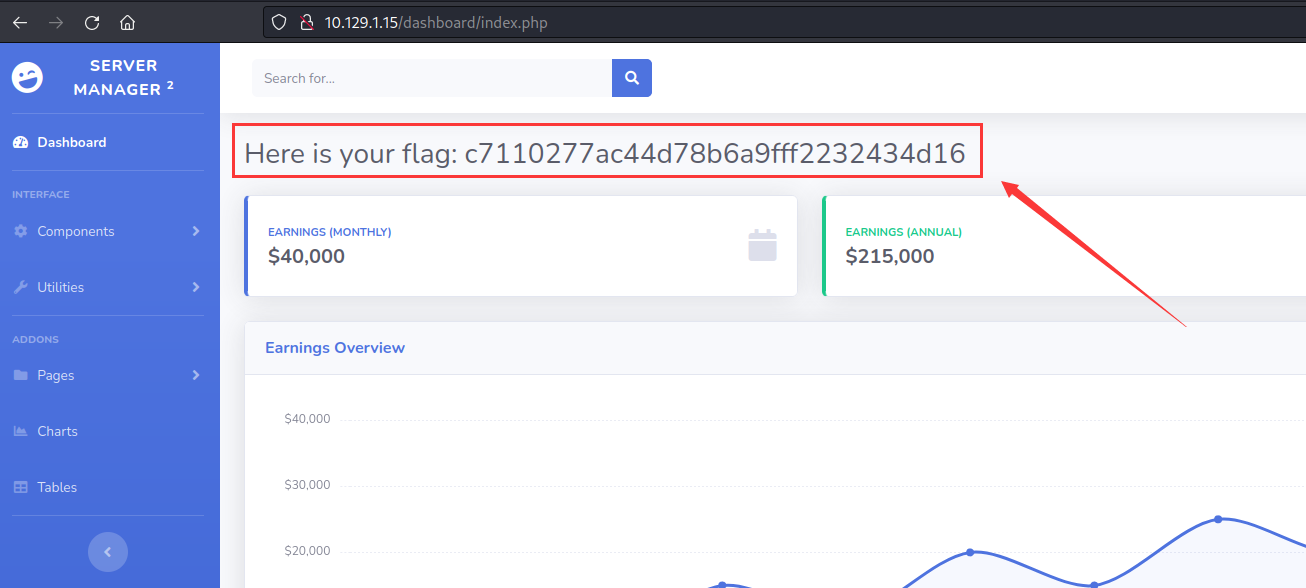 10.129.1.15/dashboard/index.php
SERVER
MANAGER 2
Dashboard
INTERFACE
Components
Utilities
ADDONS
Pages
Charts
Tables
Search for...
Here is your flag: c7110277ac44d78b6a9fff2232434d16
EARNINGS (MONTHLY)
$40,000
EARNINGS (ANNUAL)
$215,000
Earnings Overview
$40,000
$30,000
$20,000